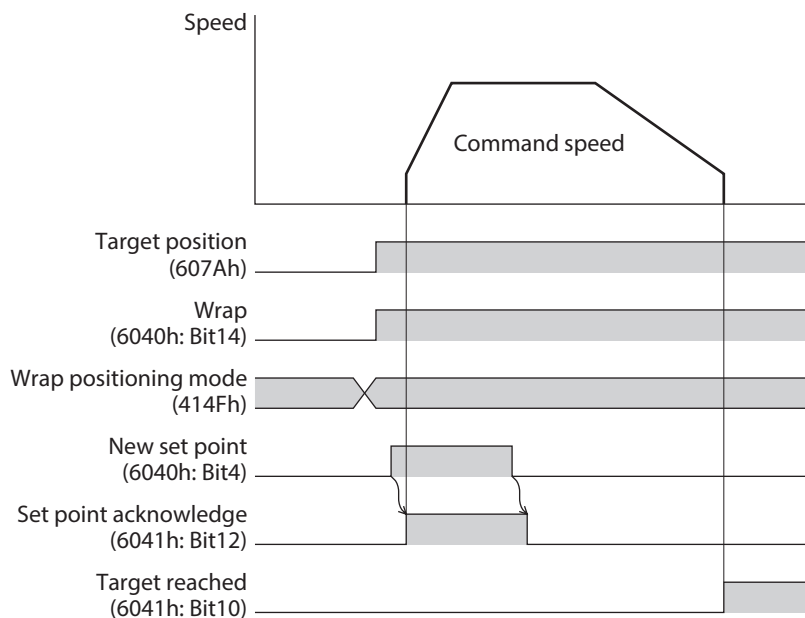 Speed
Command speed
Target position
(607Ah)
Wrap
(6040h: Bit14)
Wrap positioning mode
(414Fh)
New set point
(6040h: Bit4)
Set point acknowledge
(6041h: Bit12)
Target reached
(6041h: Bit10)